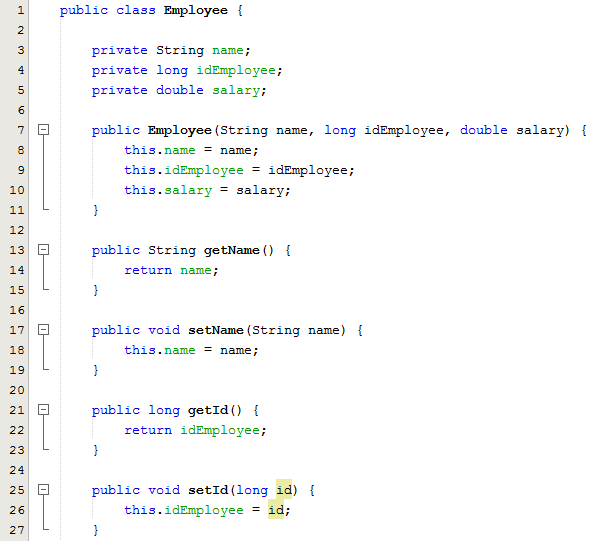 1 public class Employee {
2
3 private String name;
4 private long idEmployee;
5 private double salary;
6
7 public Employee(String name, long idEmployee, double salary) {
8 this.name = name;
9 this.idEmployee = idEmployee;
10 this.salary = salary;
11 }
12
13 public String getName() {
14 return name;
15 }
16
17 public void setName(String name) {
18 this.name = name;
19 }
20
21 public long getId() {
22 return idEmployee;
23 }
24
25 public void setId(long id) {
26 this.idEmployee = id;
27 }